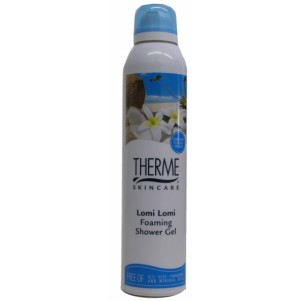 THERME
SKINCARE
Lomi Lomi
Foaming
Shower Gel
FREE OF